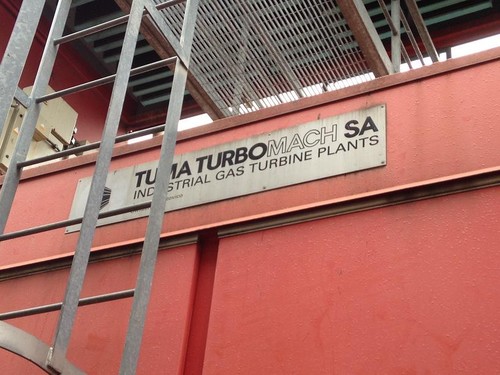 TUMA TURBOMACH SA
INDUSTRIAL GAS TURBINE PLANTS